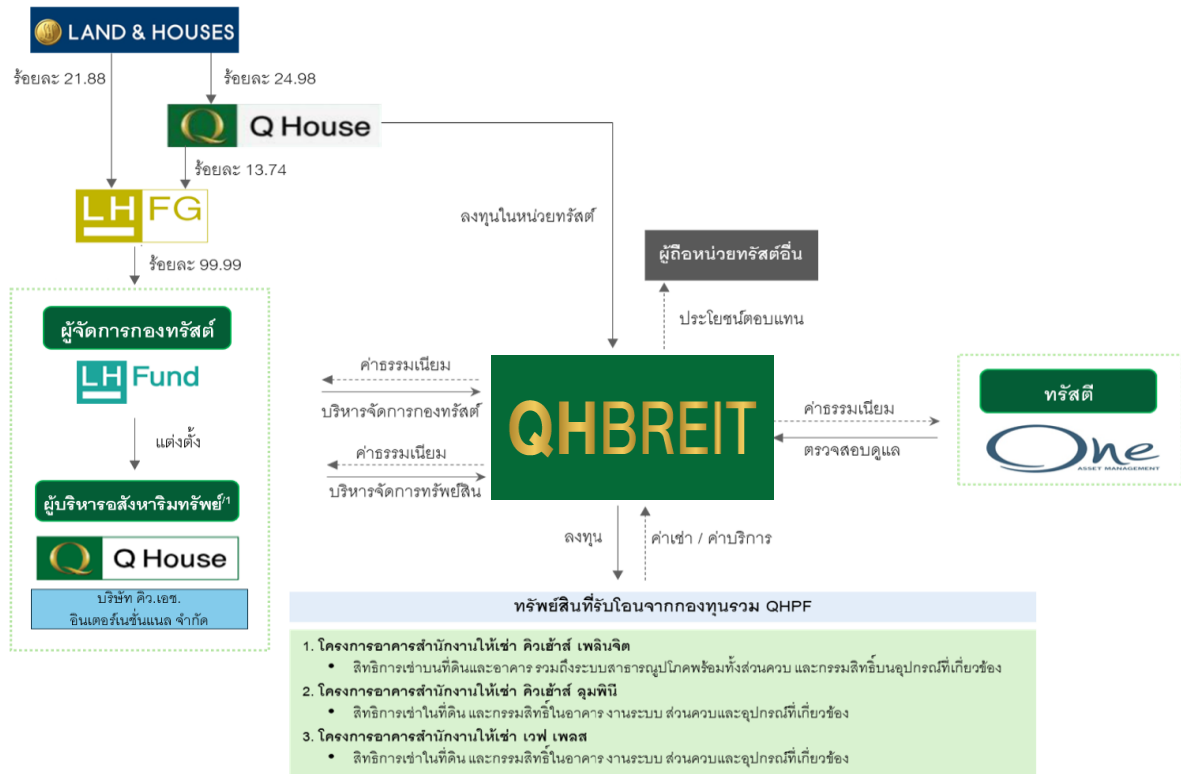 LAND & HOUSES
ร้อยละ 21.88
ร้อยละ 24.98
Q Q House
ร้อยละ 13.74
LH FG
ลงทุนในหน่วยทรัสต์
ผู้ถือหน่วยทรัสต์อื่น
ร้อยละ 99.99
ประโยชน์ตอบแทน
ผู้จัดการกองทรัสต์
LH Fund
แต่งตั้ง
ผู้บริหารอสังหาริมทรัพย์/1
Q Q House
บริษัท คิว.เอช.
อินเตอร์เนชั่นแนล จำกัด
ค่าธรรมเนียม
บริหารจัดการกองทรัสต์
ค่าธรรมเนียม
บริหารจัดการทรัพย์สิน
QHBREIT
ค่าธรรมเนียม
ตรวจสอบดูแล
ทรัสตี
One
ASSET MANAGEMENT
ลงทุน
ค่าเช่า / ค่าบริการ
ทรัพย์สินที่รับโอนจากกองทุนรวม QHPF
1. โครงการอาคารสำนักงานให้เช่า คิวเฮ้าส์ เพลินจิต
• สิทธิการเช่าบนที่ดินและอาคาร รวมถึงระบบสาธารณูปโภคพร้อมทั้งส่วนควบ และกรรมสิทธิ์บนอุปกรณ์ที่เกี่ยวข้อง
2. โครงการอาคารสำนักงานให้เช่า คิวเฮ้าส์ ลุมพินี
• สิทธิการเช่าในที่ดิน และกรรมสิทธิ์ในอาคาร งานระบบ ส่วนควบและอุปกรณ์ที่เกี่ยวข้อง
3. โครงการอาคารสำนักงานให้เช่า เวฟ เพลส
• สิทธิการเช่าในที่ดิน และกรรมสิทธิ์ในอาคาร งานระบบ ส่วนควบและอุปกรณ์ที่เกี่ยวข้อง